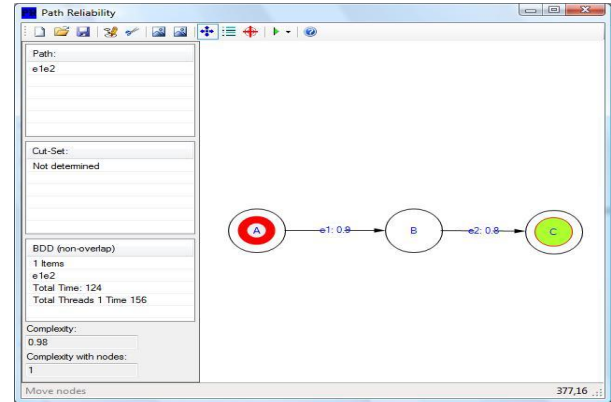 Path Reliability
Path:
e1e2
Cut-Set:
Not determined
BDD (non-overlap)
1 Items
e1e2
Total Time: 124
Total Threads 1 Time 156
Complexity:
0.98
Complexity with nodes:
1
A
e1: 0.9
B
e2: 0.8
C
Move nodes
377,16